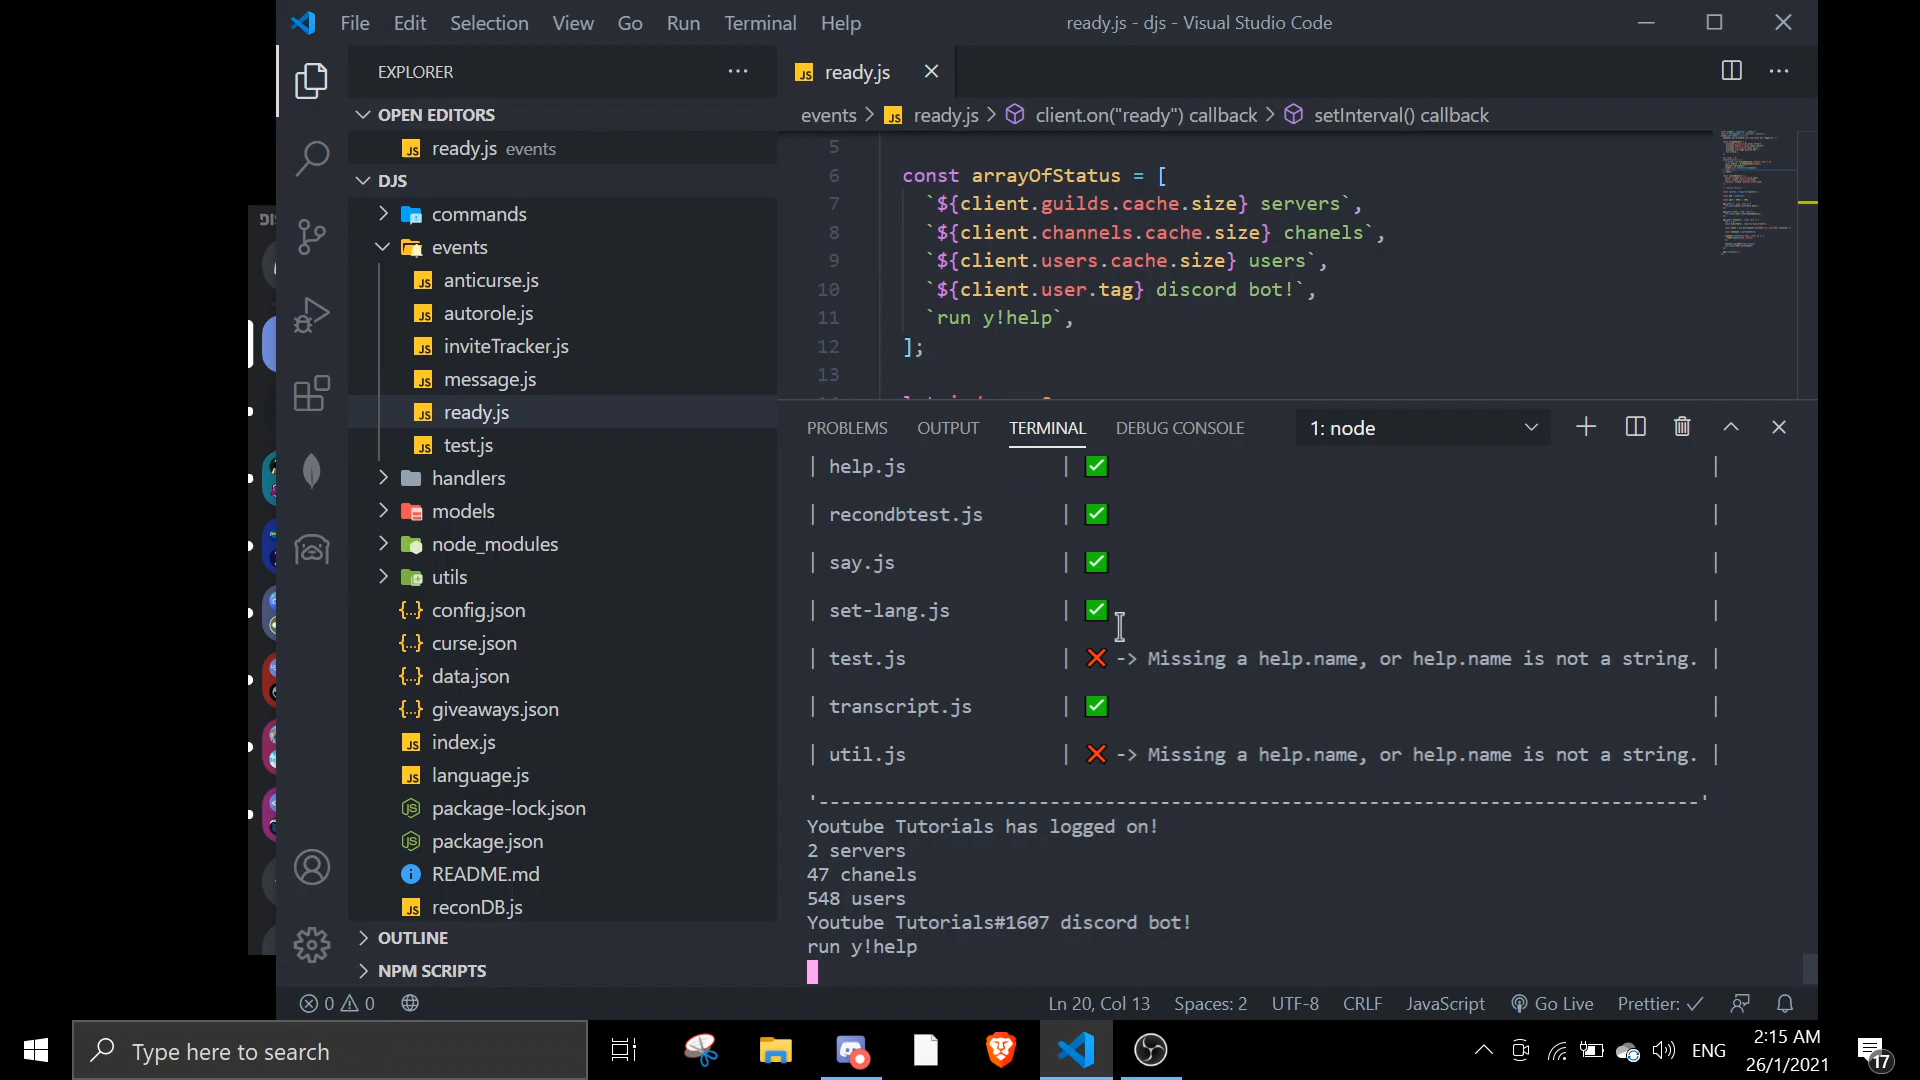 File Edit Selection View Go Run Terminal Help
ready.js - djs - Visual Studio Code
EXPLORER
OPEN EDITORS
ready.js events
DJS
commands
events
anticurse.js
autorole.js
inviteTracker.js
message.js
ready.js
test.js
handlers
models
node_modules
utils
config.json
curse.json
data.json
giveaways.json
index.js
language.js
package-lock.json
package.json
README.md
reconDB.js
OUTLINE
NPM SCRIPTS
ready.js
events > ready.js > client.on("ready") callback > setInterval() callback
5
6 const arrayOfStatus = [
7 `${client.guilds.cache.size} servers`,
8 `${client.channels.cache.size} chanels`,
9 `${client.users.cache.size} users`,
10 `${client.user.tag} discord bot!`,
11 `run y!help`,
12 ];
13
PROBLEMS OUTPUT TERMINAL DEBUG CONSOLE 1: node
| help.js | ✅ |
| recondbtest.js | ✅ |
| say.js | ✅ |
| set-lang.js | ✅ |
| test.js | ❌ -> Missing a help.name, or help.name is not a string. |
| transcript.js | ✅ |
| util.js | ❌ -> Missing a help.name, or help.name is not a string. |
'--------------------------------------------------------------------------------'
Youtube Tutorials has logged on!
2 servers
47 chanels
548 users
Youtube Tutorials#1607 discord bot!
run y!help
0 0
Ln 20, Col 13 Spaces: 2 UTF-8 CRLF JavaScript Go Live Prettier: ✓
Type here to search
ENG
2:15 AM
26/1/2021
17